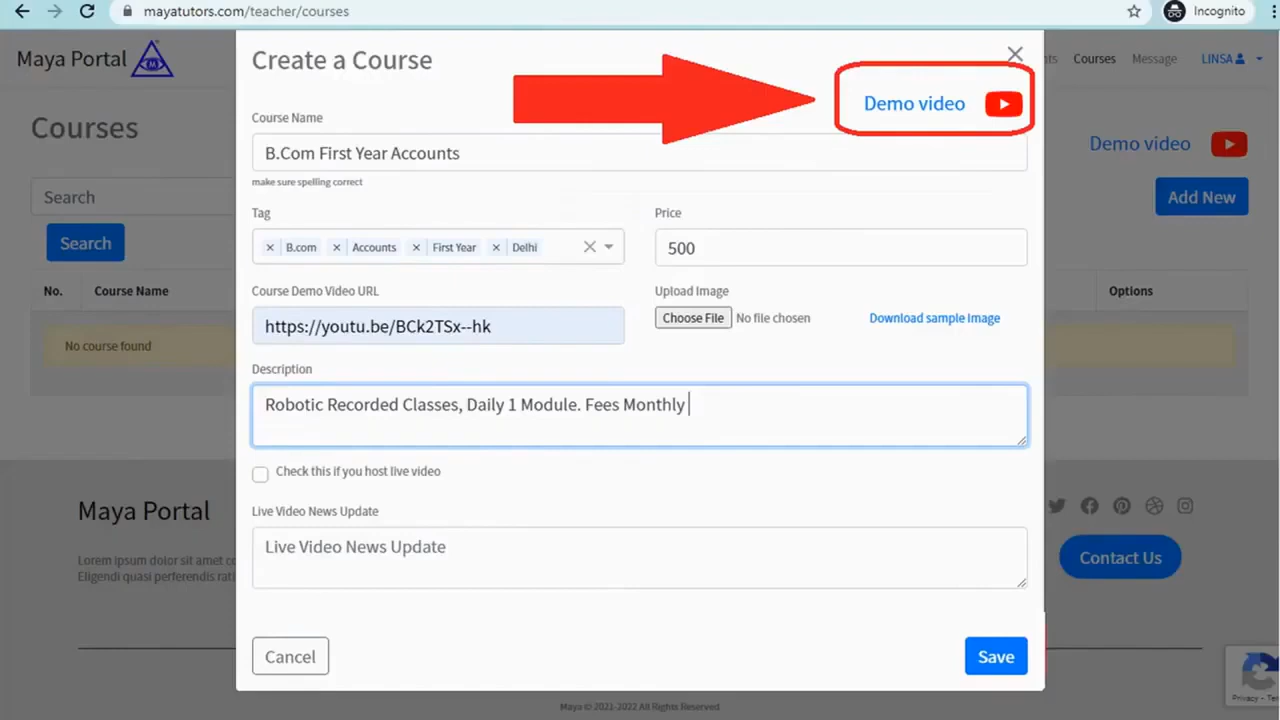 mayatutors.com/teacher/courses
Incognito
Maya Portal
Courses
Message
LINSA
Create a Course
Demo video
Course Name
B.Com First Year Accounts
make sure spelling correct
Courses
Demo video
Search
Add New
Search
Tag
Price
× B.com × Accounts × First Year × Delhi
500
No.
Course Name
Options
Course Demo Video URL
Upload Image
https://youtu.be/BCk2TSx--hk
Choose File No file chosen
Download sample Image
No course found
Description
Robotic Recorded Classes, Daily 1 Module. Fees Monthly
Check this if you host live video
Live Video News Update
Live Video News Update
Maya Portal
Lorem ipsum dolor sit amet
Eligendi quasi perferendis
Contact Us
Cancel
Save
Privacy
Maya © 2021-2022 All Rights Reserved